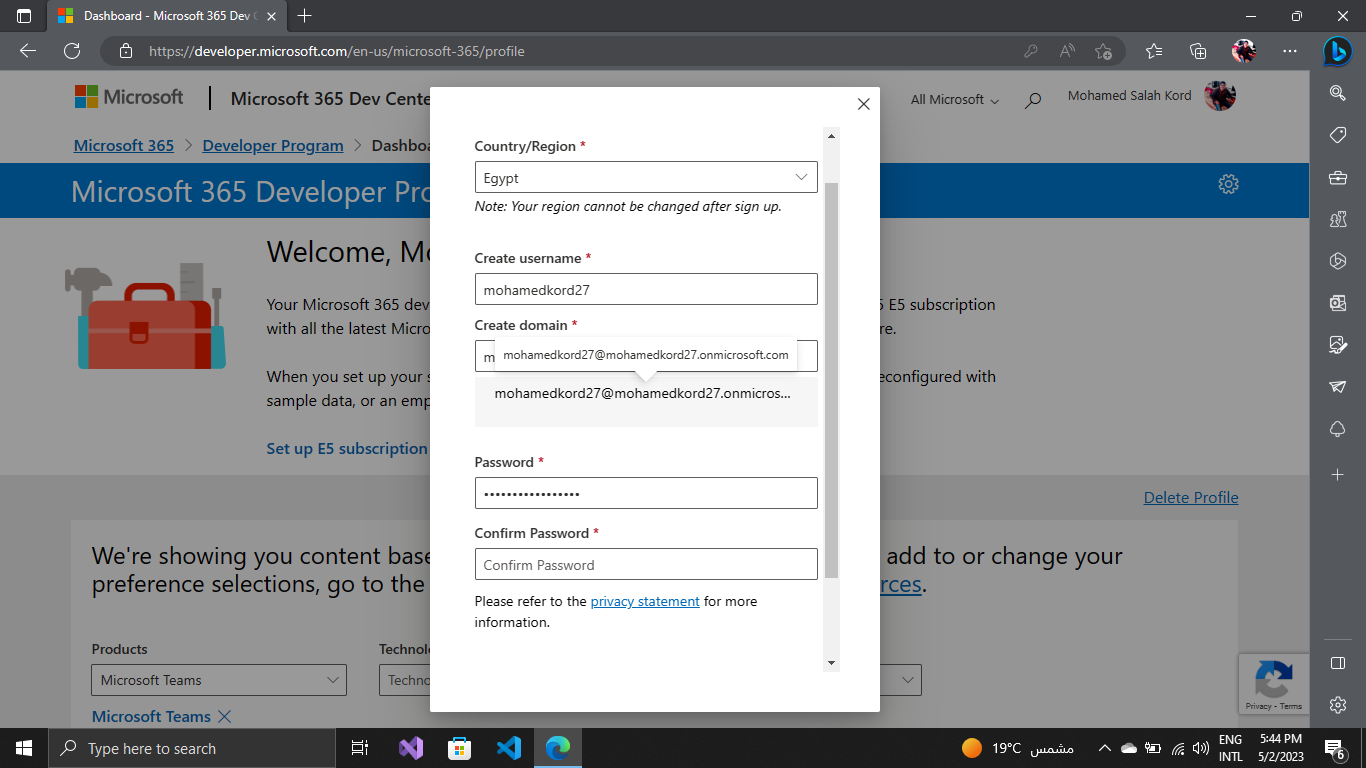 Dashboard - Microsoft 365 Dev C
https://developer.microsoft.com/en-us/microsoft-365/profile
Microsoft
Microsoft 365 Dev Cente
All Microsoft
Mohamed Salah Kord
Microsoft 365 > Developer Program > Dashboa
Microsoft 365 Developer Pro
Welcome, Mo
Your Microsoft 365 dev
5 E5 subscription
with all the latest Micro
re.
When you set up your s
econfigured with
sample data, or an emp
Set up E5 subscription
Delete Profile
We're showing you content base
add to or change your
preference selections, go to the
rces.
Products
Technolo
Microsoft Teams
Techno
Microsoft Teams
Country/Region *
Egypt
Note: Your region cannot be changed after sign up.
Create username *
mohamedkord27
Create domain *
m
mohamedkord27@mohamedkord27.onmicrosoft.com
mohamedkord27@mohamedkord27.onmicros...
Password *
•••••••••••••••••
Confirm Password *
Confirm Password
Please refer to the privacy statement for more
information.
Privacy - Terms
Type here to search
19°C مشمس
ENG
INTL
5:44 PM
5/2/2023
6